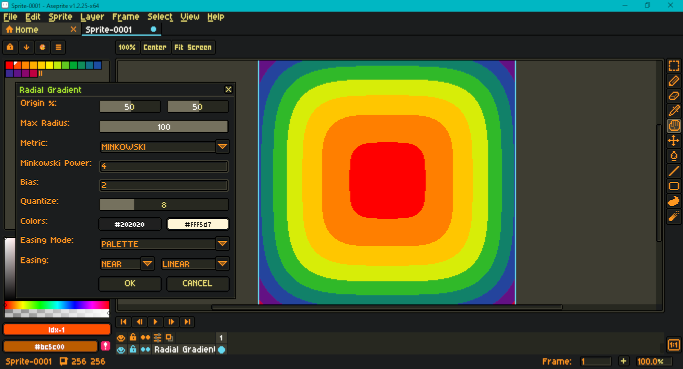 Sprite-0001 - Aseprite v1.2.25-x64
File Edit Sprite Layer Frame Select View Help
Home Sprite-0001
100% Center Fit Screen
Radial Gradient
Origin %: 50 50
Max Radius: 100
Metric: MINKOWSKI
Minkowski Power: 4
Bias: 2
Quantize: 8
Colors: #202020 #FFF5d7
Easing Mode: PALETTE
Easing: NEAR LINEAR
OK CANCEL
Idx-1
#bc5c00
1
Radial Gradient
Sprite-0001 256 256 Frame: 1 + 100.0%
1:1